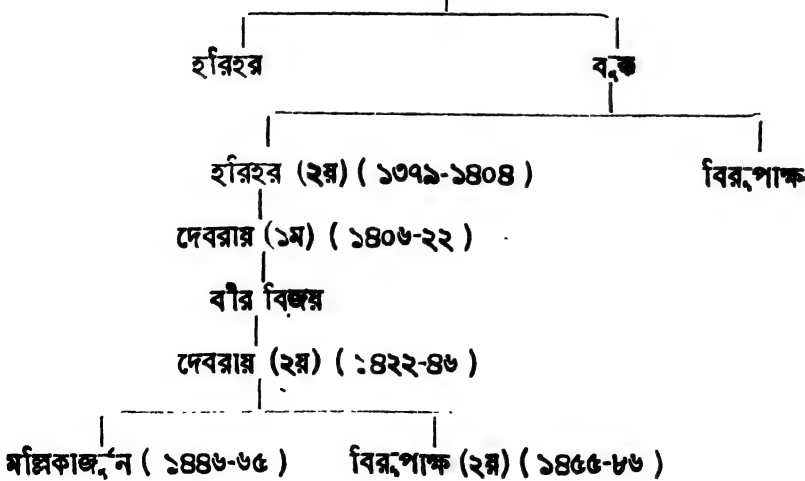 হরিহর বুক্ক
হরিহর (২য়) ( ১৩৭৯-১৪০৪ ) বিরূপাক্ষ
দেবরায় (১ম) ( ১৪০৬-২২ )
বীর বিজয়
দেবরায় (২য়) ( ১৪২২-৪৬ )
মল্লিকার্জুন ( ১৪৪৬-৬৫ ) বিরূপাক্ষ (২য়) ( ১৪৬৫-৮৬ )